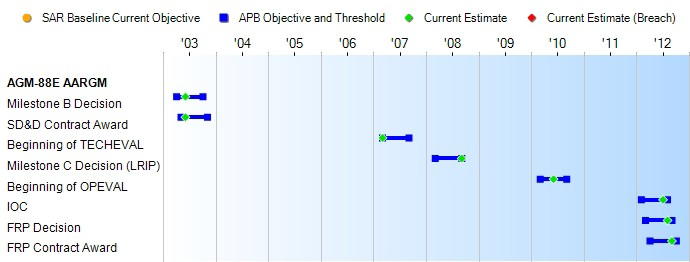 SAR Baseline Current Objective APB Objective and Threshold Current Estimate Current Estimate (Breach)
'03 '04 '05 '06 '07 '08 '09 '10 '11 '12
AGM-88E AARGM
Milestone B Decision
SD&D Contract Award
Beginning of TECHEVAL
Milestone C Decision (LRIP)
Beginning of OPEVAL
IOC
FRP Decision
FRP Contract Award